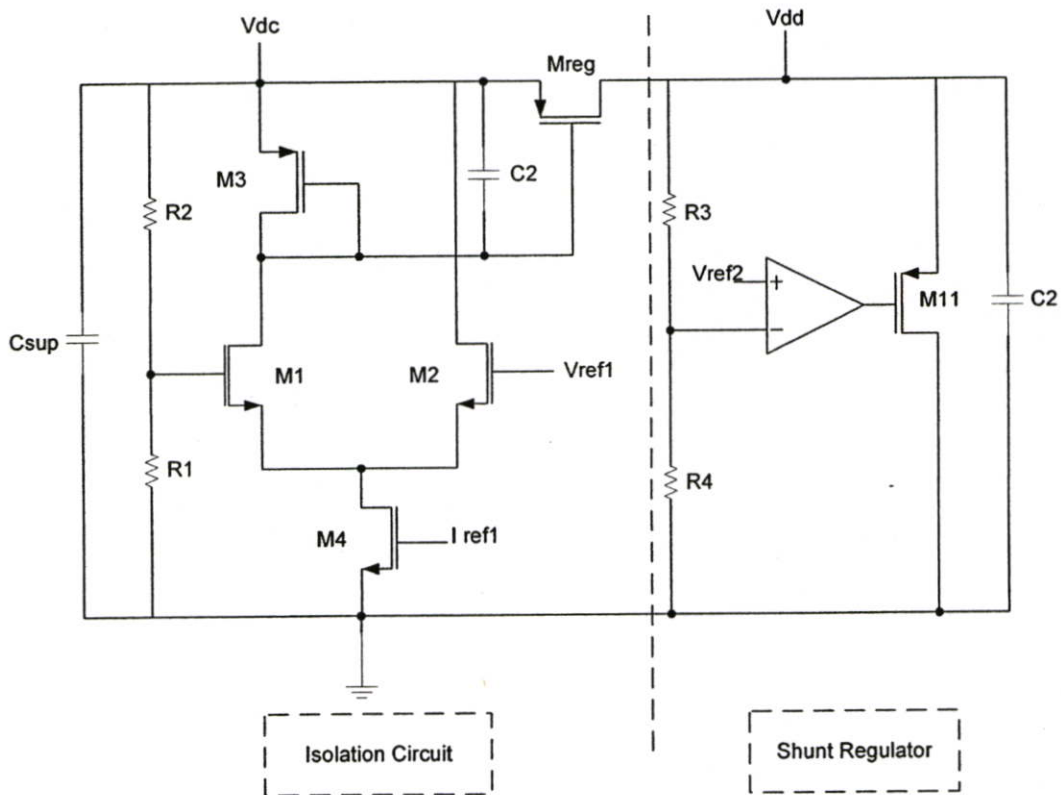 Vdc
Vdd
Mreg
M3
C2
R2
R3
Vref2
+
M11
C2
−
Csup
M1
M2
Vref1
R1
R4
M4
I ref1
Isolation Circuit
Shunt Regulator